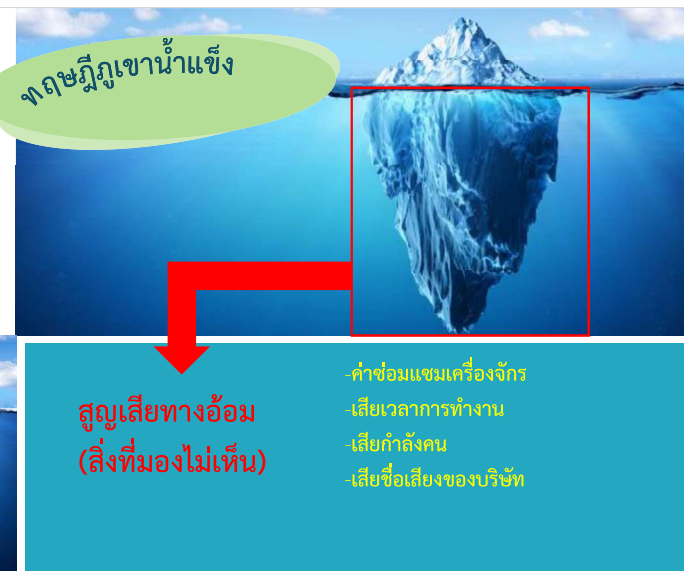 ทฤษฎีภูเขาน้ำแข็ง
สูญเสียทางอ้อม
(สิ่งที่มองไม่เห็น)
-ค่าซ่อมแซมเครื่องจักร
-เสียเวลาการทำงาน
-เสียกำลังคน
-เสียชื่อเสียงของบริษัท